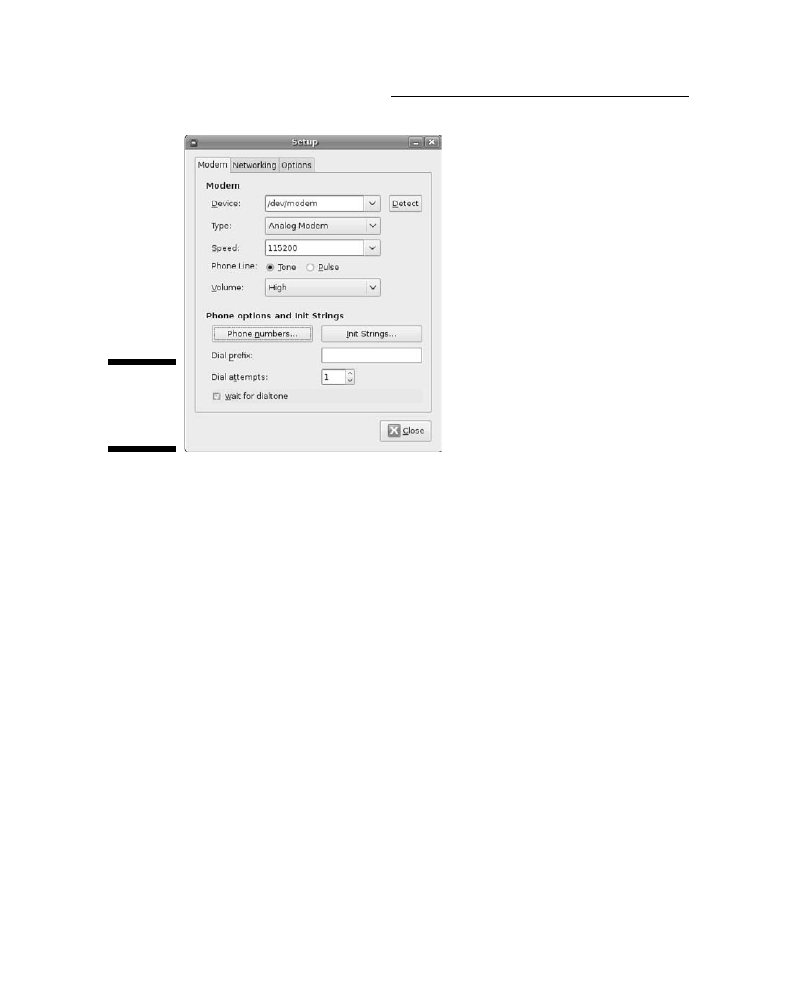 Setup
Modem Networking Options
Modem
Device: /dev/modem Detect
Type: Analog Modem
Speed: 115200
Phone Line: Tone Pulse
Volume: High
Phone options and Init Strings
Phone numbers... Init Strings...
Dial prefix:
Dial attempts: 1
Wait for dialtone
Close